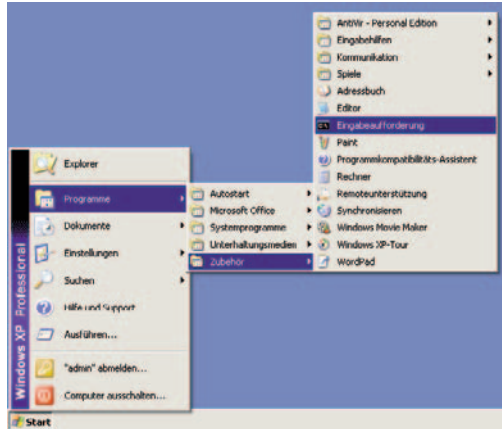 AntiVir - Personal Edition
Eingabehilfen
Kommunikation
Spiele
Adressbuch
Editor
Eingabeaufforderung
Paint
Programmkompatibilitäts-Assistent
Rechner
Remoteunterstützung
Synchronisieren
Windows Movie Maker
Windows XP-Tour
WordPad
Autostart
Microsoft Office
Systemprogramme
Unterhaltungsmedien
Zubehör
Explorer
Programme
Dokumente
Einstellungen
Suchen
Hilfe und Support
Ausführen...
"admin" abmelden...
Computer ausschalten...
Windows XP Professional
Start